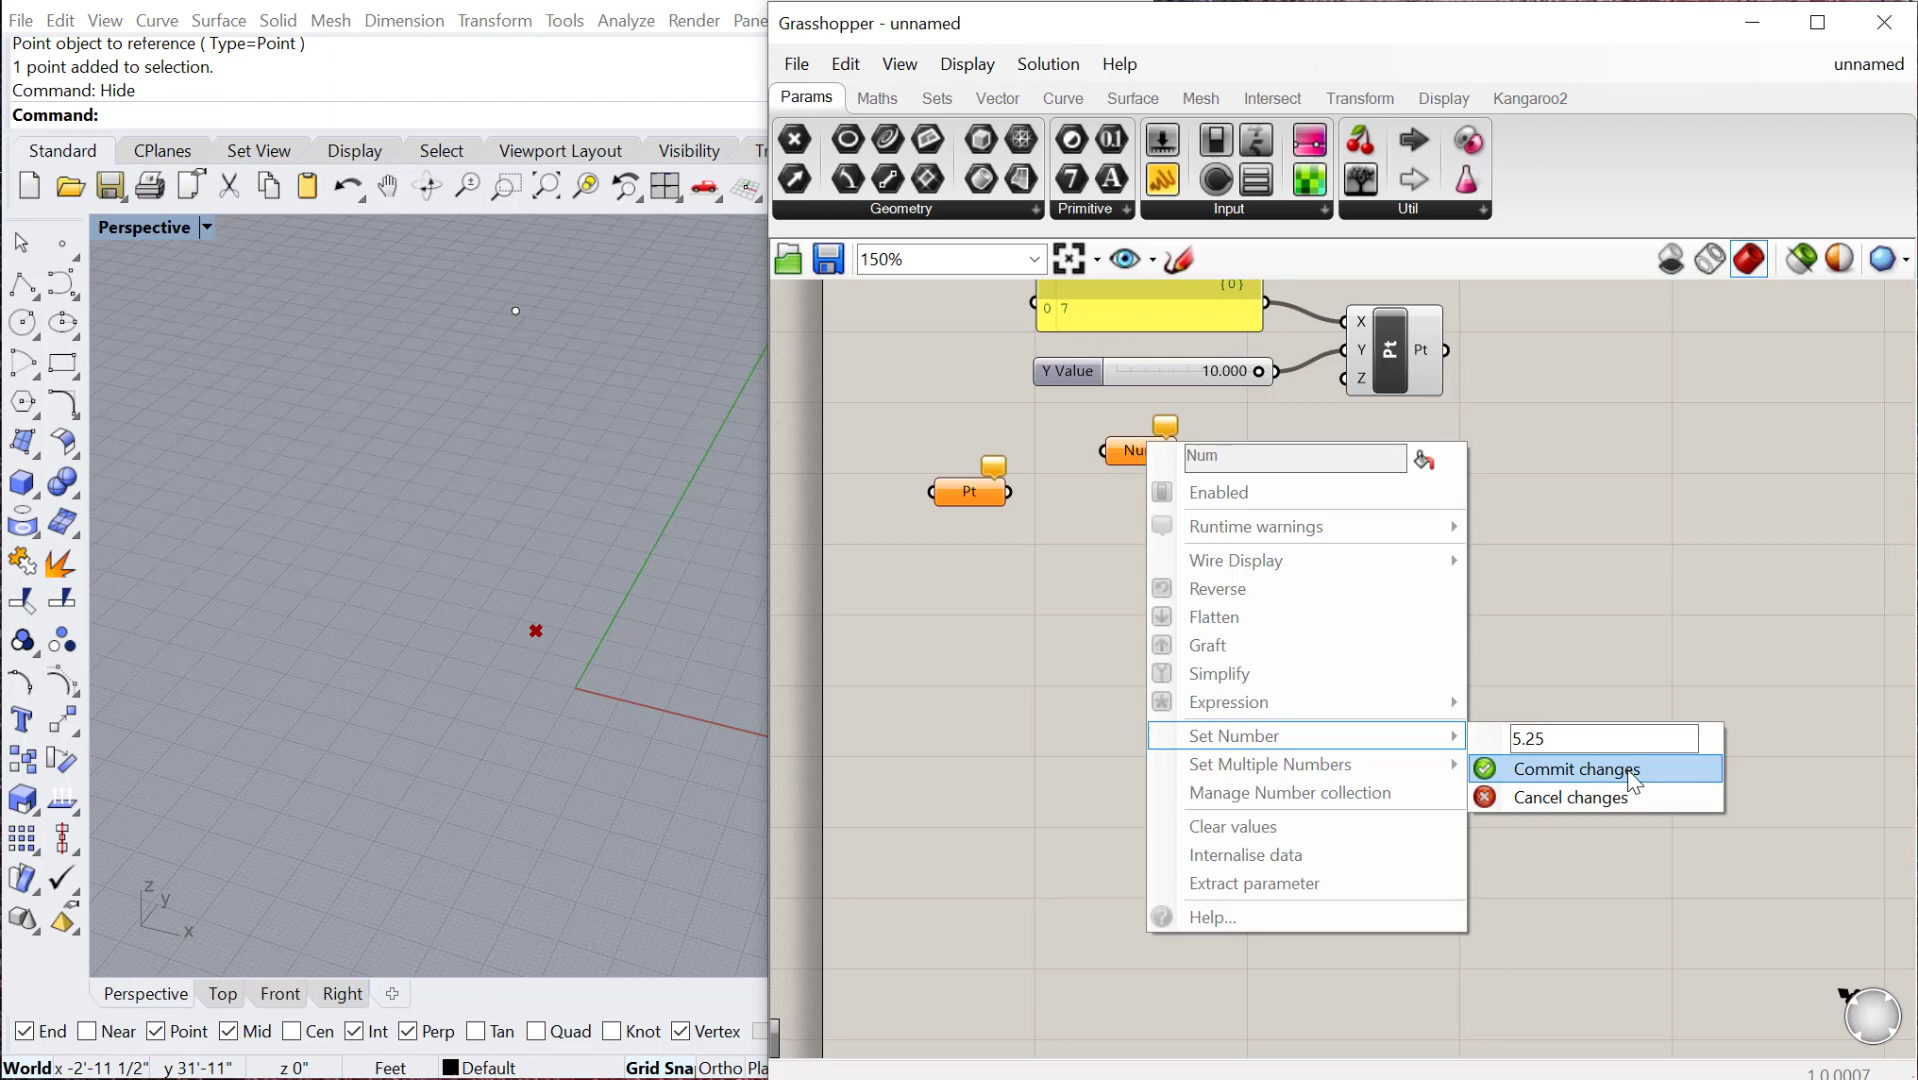 File Edit View Curve Surface Solid Mesh Dimension Transform Tools Analyze Render Pane
Point object to reference ( Type=Point )
1 point added to selection.
Command: Hide
Command:
Standard CPlanes Set View Display Select Viewport Layout Visibility
Perspective
z
y
x
Perspective Top Front Right
End Near Point Mid Cen Int Perp Tan Quad Knot Vertex
World x -2'-11 1/2" y 31'-11" z 0" Feet Default Grid Sna Ortho Pla
Grasshopper - unnamed
File Edit View Display Solution Help unnamed
Params Maths Sets Vector Curve Surface Mesh Intersect Transform Display Kangaroo2
Geometry Primitive Input Util
150%
{0}
0 7
X
Y
Z
Pt
Pt
Y Value 10.000
Pt
Num
Enabled
Runtime warnings
Wire Display
Reverse
Flatten
Graft
Simplify
Expression
Set Number
Set Multiple Numbers
Manage Number collection
Clear values
Internalise data
Extract parameter
Help...
5.25
Commit changes
Cancel changes
1.0.0007